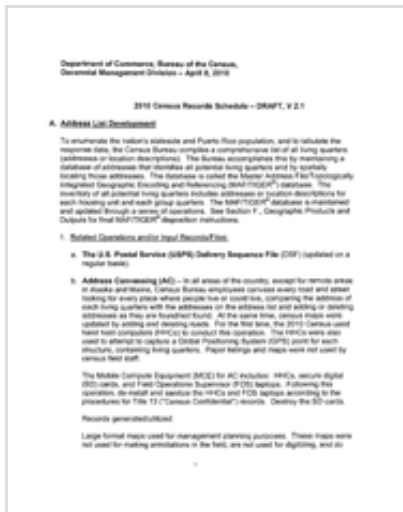 Department of Commerce, Bureau of the Census,
Decennial Management Division – April 8, 2010
2010 Census Records Schedule – DRAFT, V 2.1
A. Address List Development
To enumerate the nation's stateside and Puerto Rico population, and to tabulate the
response data, the Census Bureau compiles a comprehensive list of all living quarters
(addresses or location descriptions). The Bureau accomplishes this by maintaining a
database of addresses that identifies all potential living quarters and by spatially
locating those addresses. The database is called the Master Address File/Topologically
Integrated Geographic Encoding and Referencing (MAF/TIGER®) database. The
inventory of all potential living quarters includes addresses or location descriptions for
each housing unit and each group quarters. The MAF/TIGER® database is maintained
and updated through a series of operations. See Section F., Geographic Products and
Outputs for final MAF/TIGER® disposition instructions.
1. Related Operations and/or Input Records/Files:
a. The U.S. Postal Service (USPS) Delivery Sequence File (DSF) (updated on a
regular basis).
b. Address Canvassing (AC) – in all areas of the country, except for remote areas
in Alaska and Maine, Census Bureau employees canvass every road and street
looking for every place where people live or could live, comparing the address of
each living quarters with the addresses on the address list and adding or deleting
addresses as they are found/not found. At the same time, census maps were
updated by adding and deleting roads. For the first time, the 2010 Census used
hand held computers (HHCs) to conduct this operation. The HHCs were also
used to attempt to capture a Global Positioning System (GPS) point for each
structure, containing living quarters. Paper listings and maps were not used by
census field staff.
The Mobile Compute Equipment (MCE) for AC includes: HHCs, secure digital
(SD) cards, and Field Operations Supervisor (FOS) laptops. Following this
operation, de-install and sanitize the HHCs and FOS laptops according to the
procedures for Title 13 ("Census Confidential") records. Destroy the SD cards.
Records generated/utilized:
Large format maps used for management planning purposes. These maps were
not used for making annotations in the field, are not used for digitizing, and do